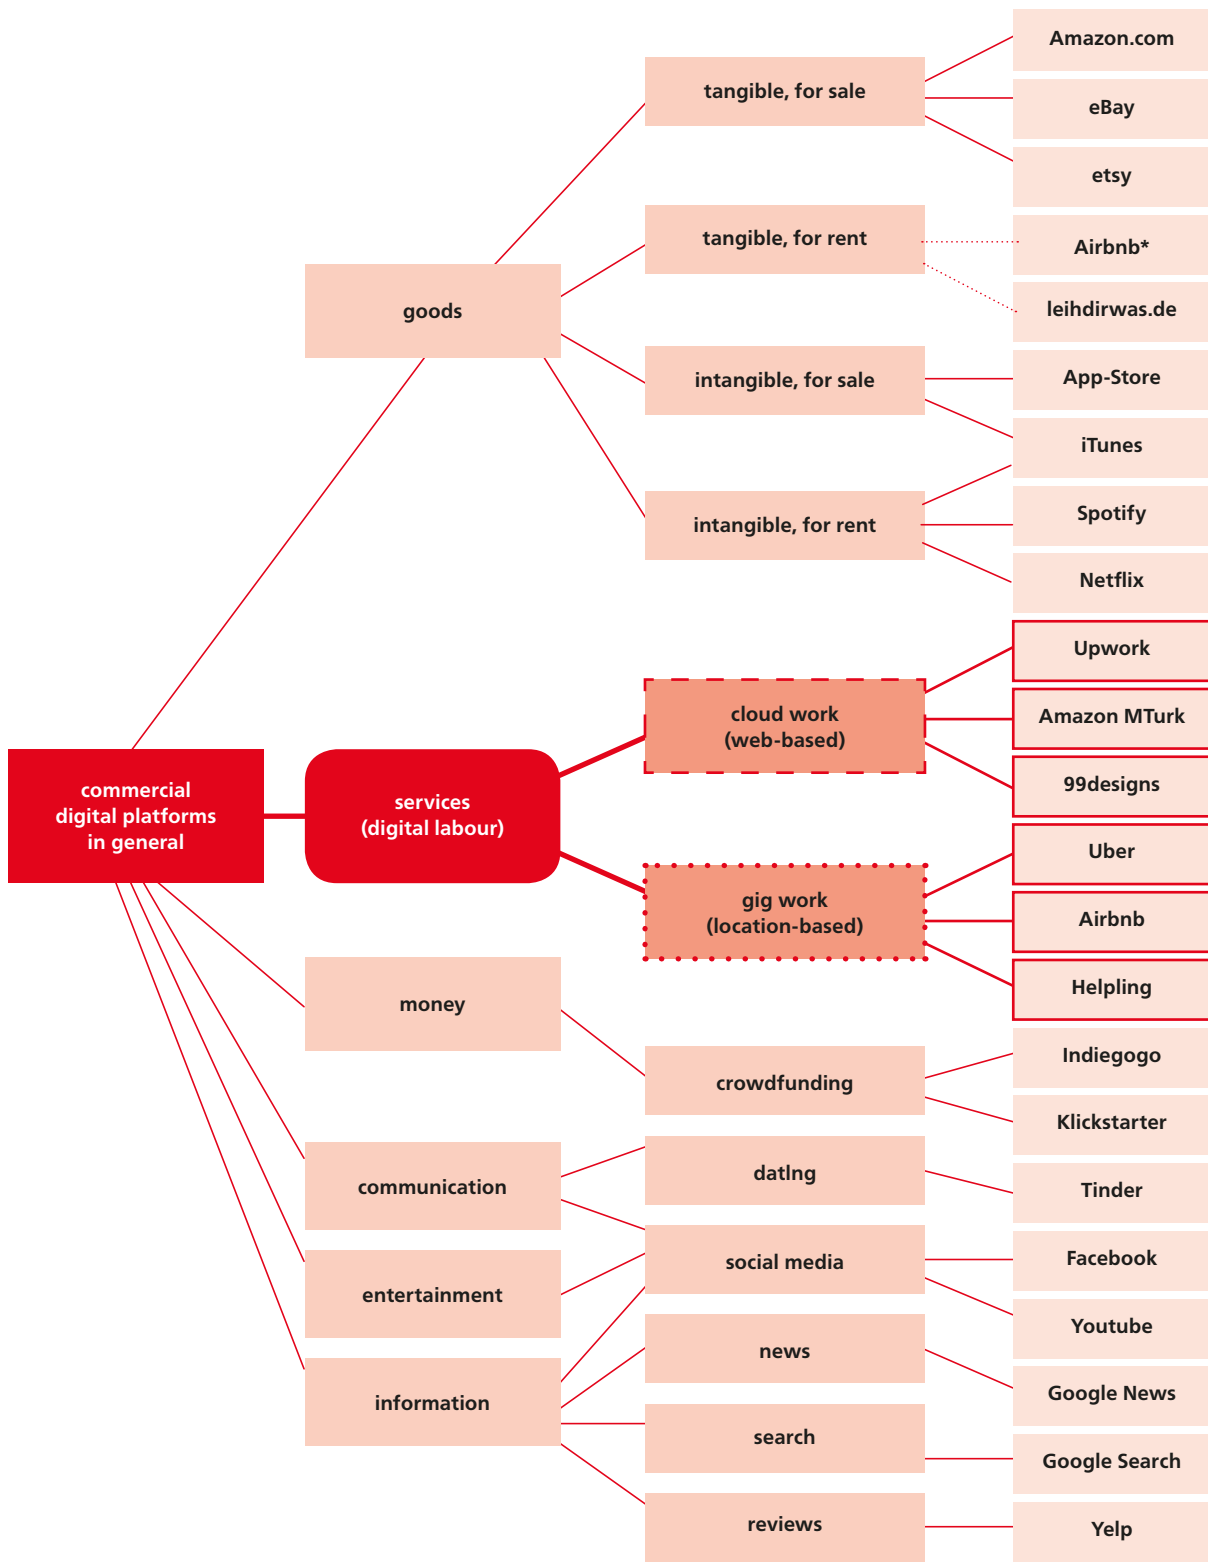 commercial
digital platforms
in general
goods
services
(digital labour)
money
communication
entertainment
information
tangible, for sale
tangible, for rent
intangible, for sale
intangible, for rent
cloud work
(web-based)
gig work
(location-based)
crowdfunding
datIng
social media
news
search
reviews
Amazon.com
eBay
etsy
Airbnb*
leihdirwas.de
App-Store
iTunes
Spotify
Netflix
Upwork
Amazon MTurk
99designs
Uber
Airbnb
Helpling
Indiegogo
Klickstarter
Tinder
Facebook
Youtube
Google News
Google Search
Yelp